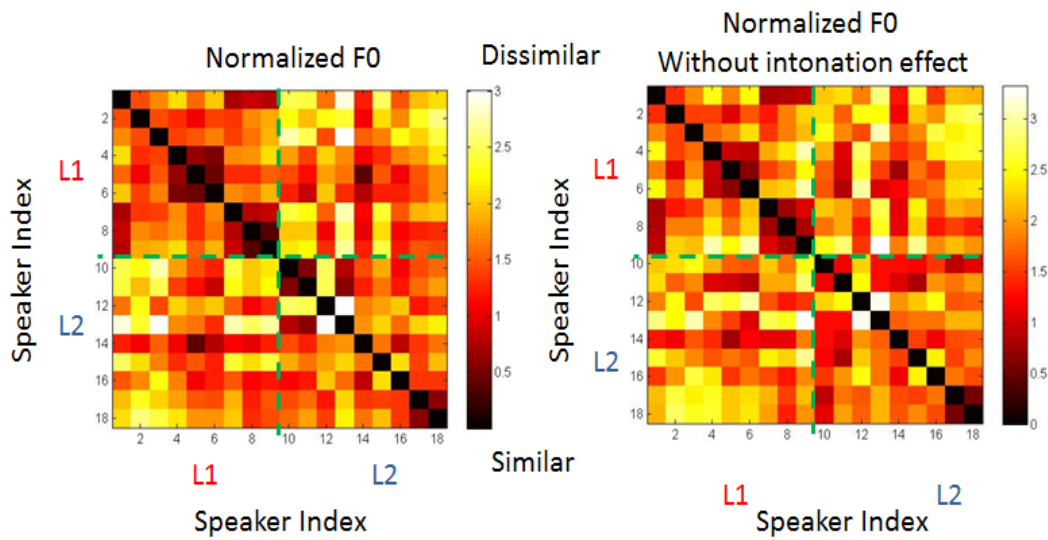 Normalized F0
Dissimilar
Normalized F0
Without intonation effect
Speaker Index
L1
L2
2
4
6
8
10
12
14
16
18
2 4 6 8 10 12 14 16 18
L1 L2
Speaker Index
3
2.5
2
1.5
1
0.5
Similar
Speaker Index
L1
L2
2
4
6
8
10
12
14
16
18
2 4 6 8 10 12 14 16 18
L1 L2
Speaker Index
3
2.5
2
1.5
1
0.5
0